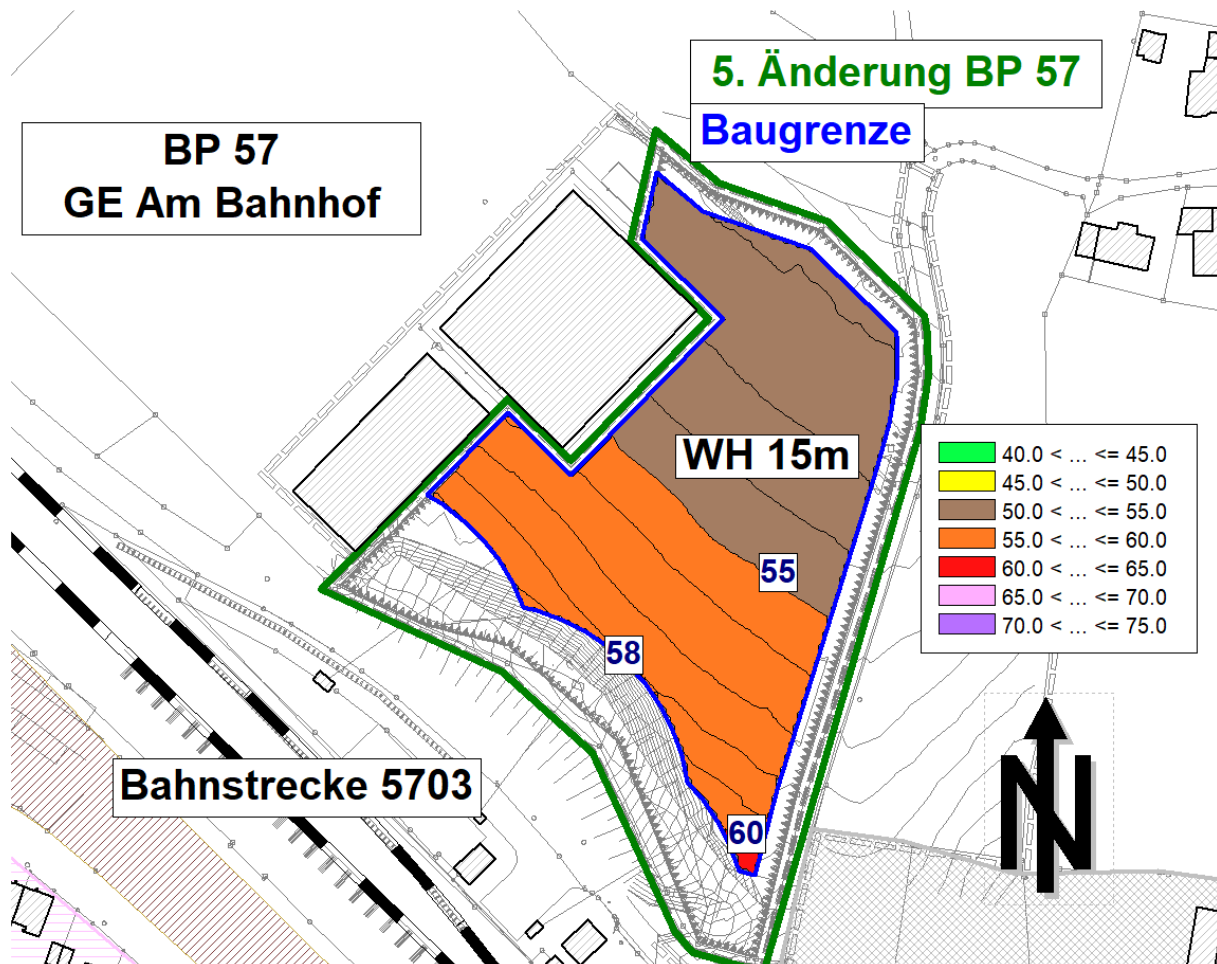 5. Änderung BP 57
Baugrenze
BP 57
GE Am Bahnhof
WH 15m
40.0 < ... <= 45.0
45.0 < ... <= 50.0
50.0 < ... <= 55.0
55.0 < ... <= 60.0
60.0 < ... <= 65.0
65.0 < ... <= 70.0
70.0 < ... <= 75.0
55
58
Bahnstrecke 5703
60
N